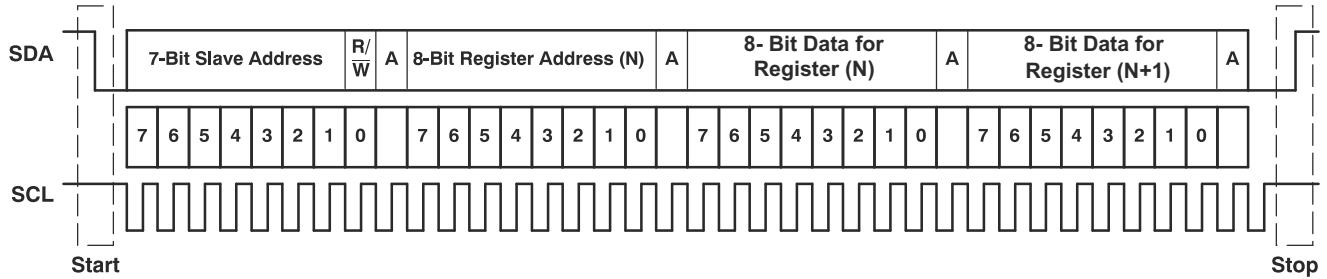 SDA
7-Bit Slave Address
R/
W
A
8-Bit Register Address (N)
A
8- Bit Data for
Register (N)
A
8- Bit Data for
Register (N+1)
A
7 6 5 4 3 2 1 0 7 6 5 4 3 2 1 0 7 6 5 4 3 2 1 0 7 6 5 4 3 2 1 0
SCL
Start
Stop